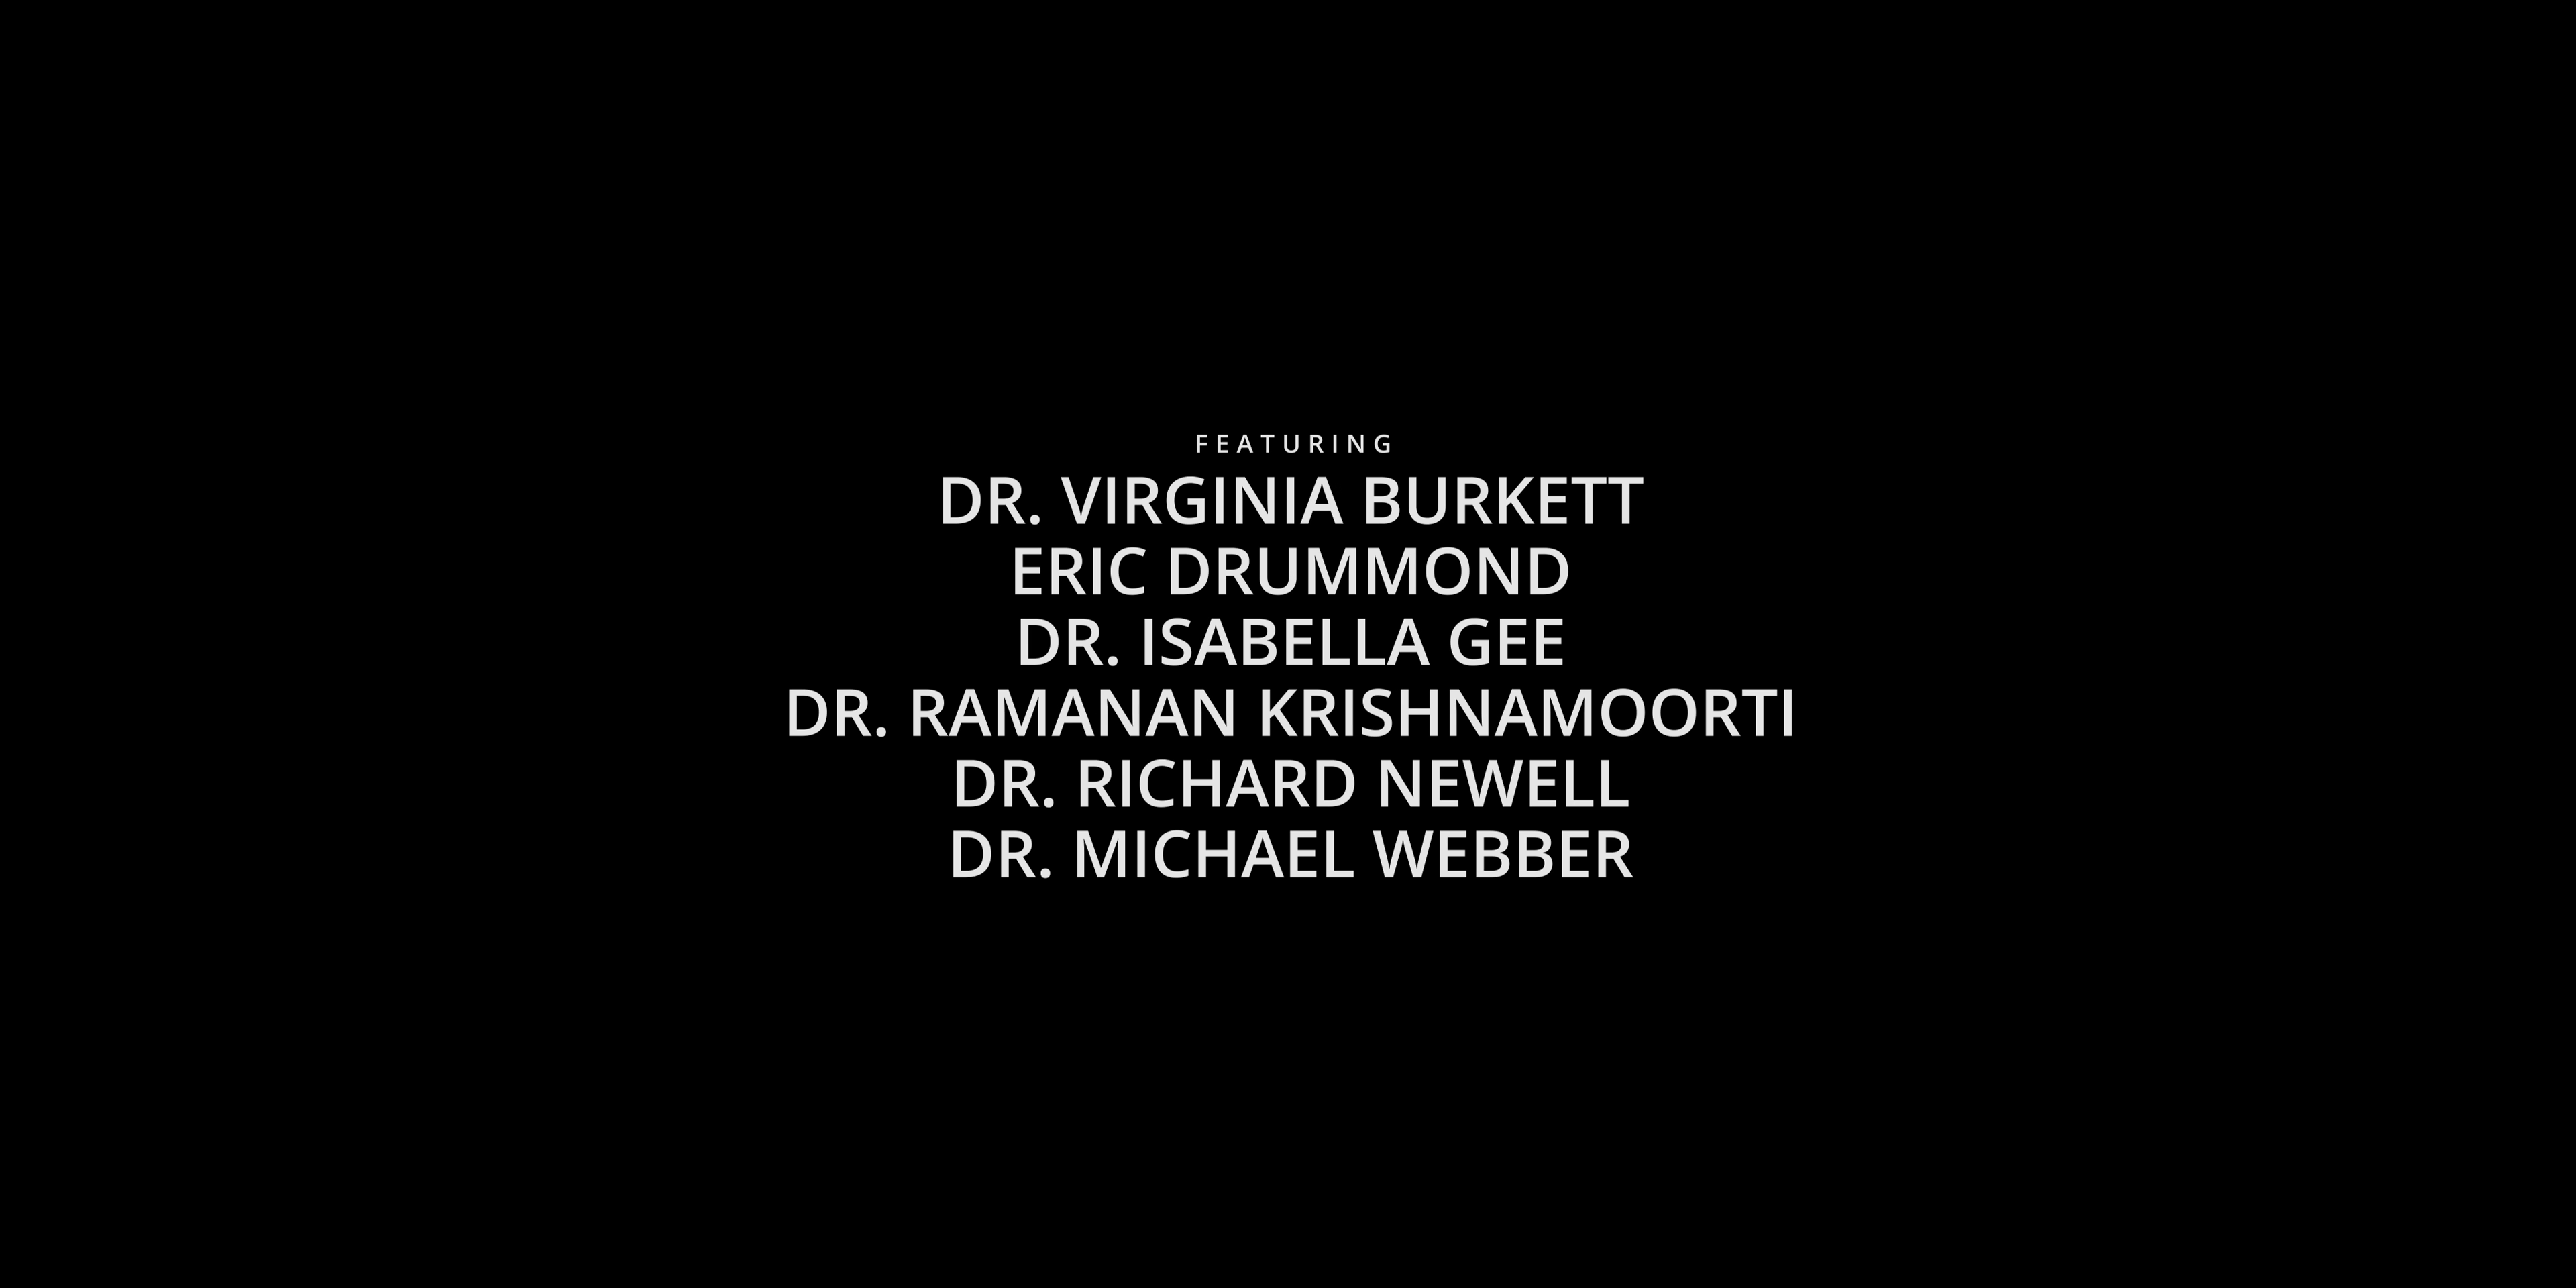 FEATURING
DR. VIRGINIA BURKETT
ERIC DRUMMOND
DR. ISABELLA GEE
DR. RAMANAN KRISHNAMOORTI
DR. RICHARD NEWELL
DR. MICHAEL WEBBER